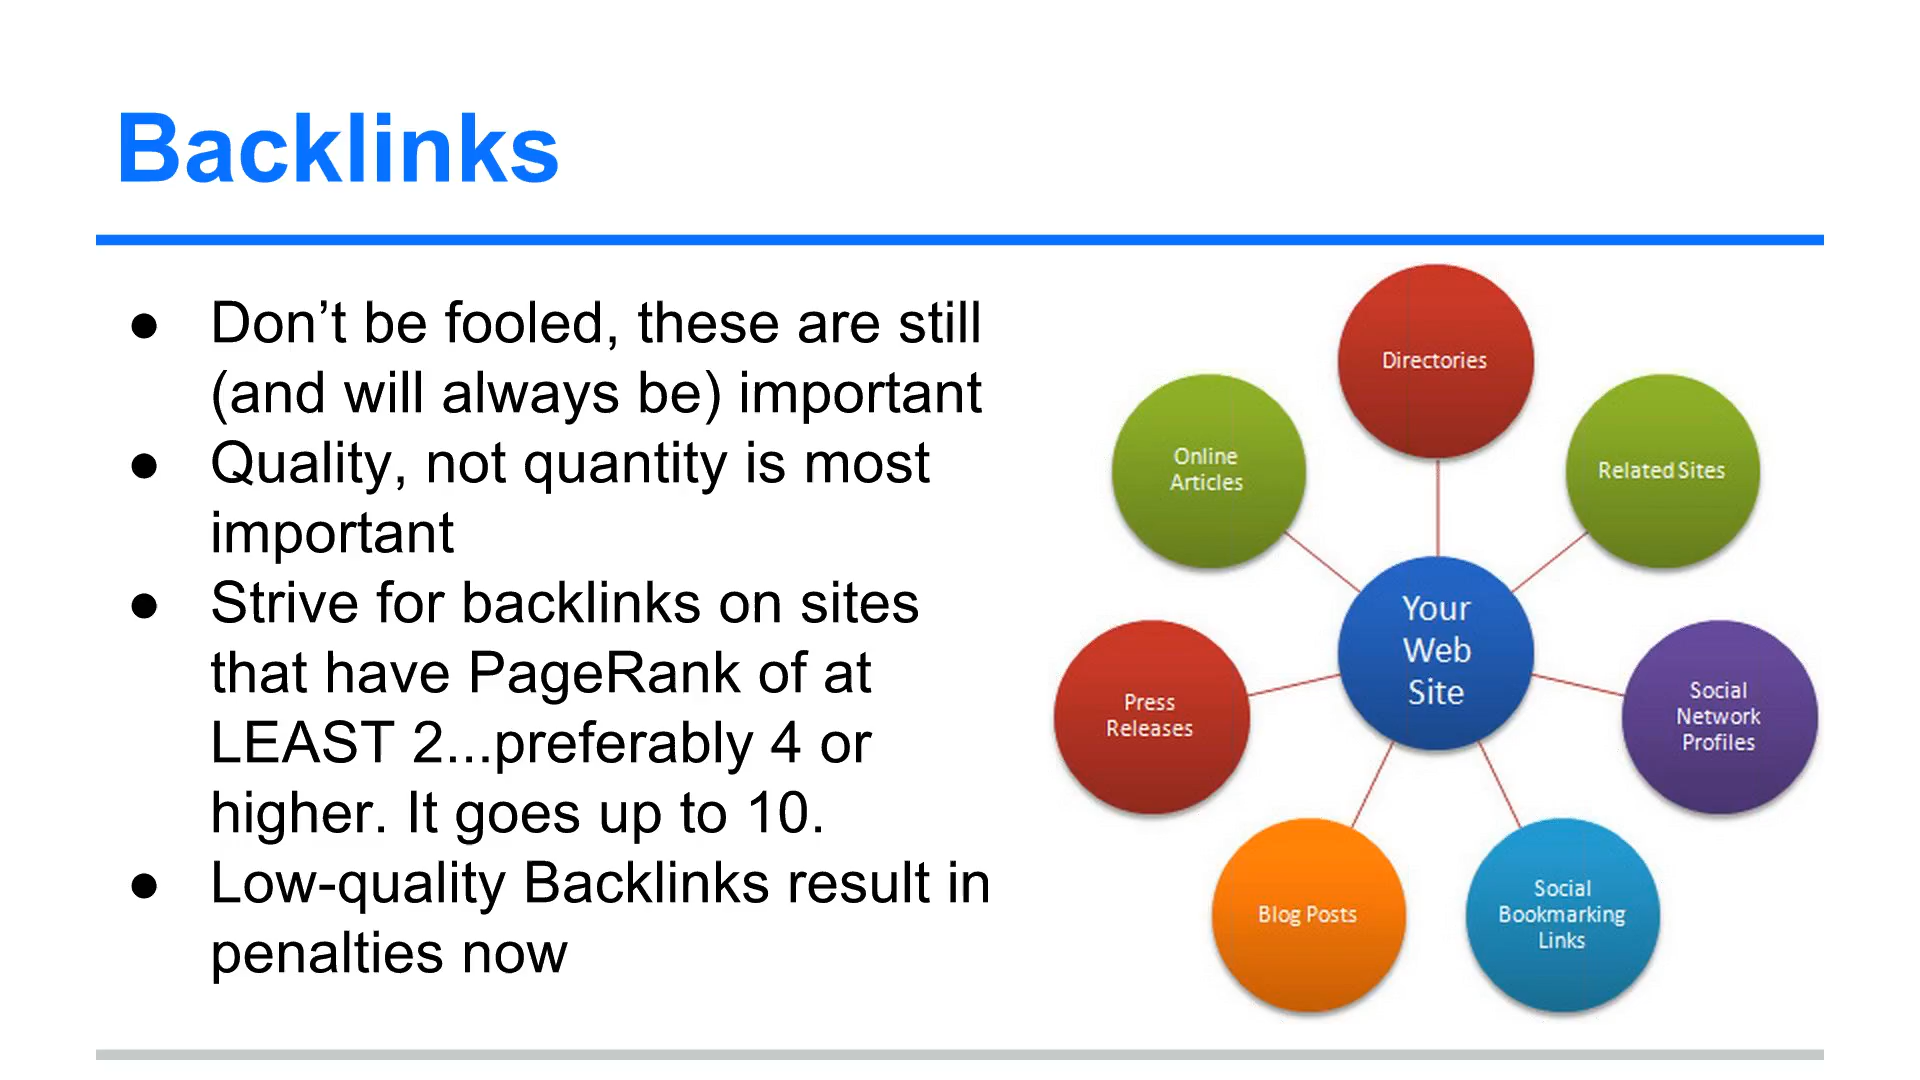 Backlinks
● Don’t be fooled, these are still
(and will always be) important
● Quality, not quantity is most
important
● Strive for backlinks on sites
that have PageRank of at
LEAST 2...preferably 4 or
higher. It goes up to 10.
● Low-quality Backlinks result in
penalties now
Directories
Online
Articles
Related Sites
Your
Web
Site
Press
Releases
Social
Network
Profiles
Blog Posts
Social
Bookmarking
Links